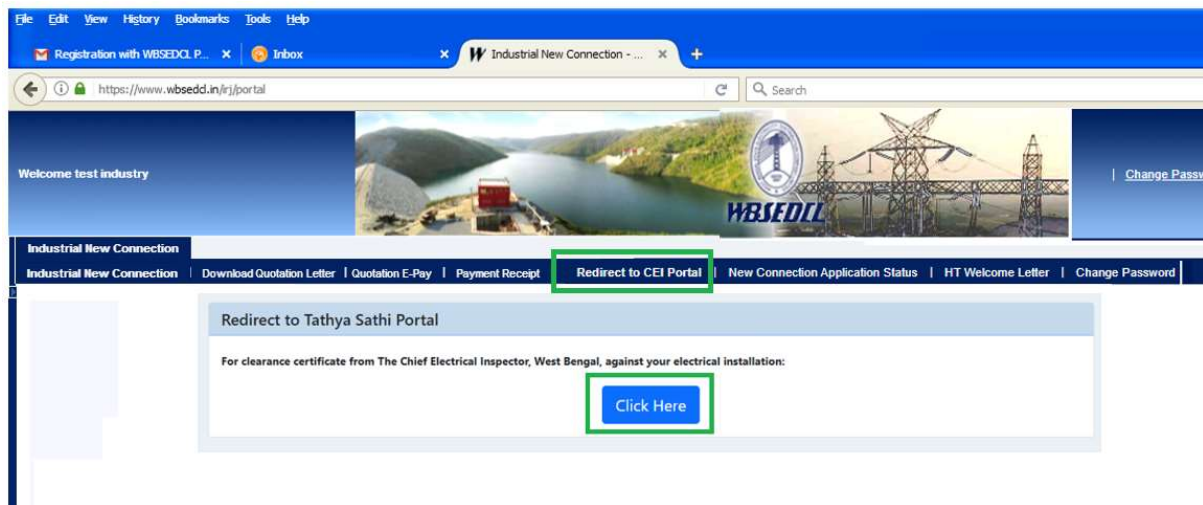 File Edit View History Bookmarks Tools Help
Registration with WBSEDCL P... Inbox Industrial New Connection - ...
https://www.wbsedcl.in/irj/portal Search
Welcome test industry
WBSEDCL
Change Passw
Industrial New Connection
Industrial New Connection | Download Quotation Letter | Quotation E-Pay | Payment Receipt Redirect to CEI Portal | New Connection Application Status | HT Welcome Letter | Change Password
Redirect to Tathya Sathi Portal
For clearance certificate from The Chief Electrical Inspector, West Bengal, against your electrical installation:
Click Here